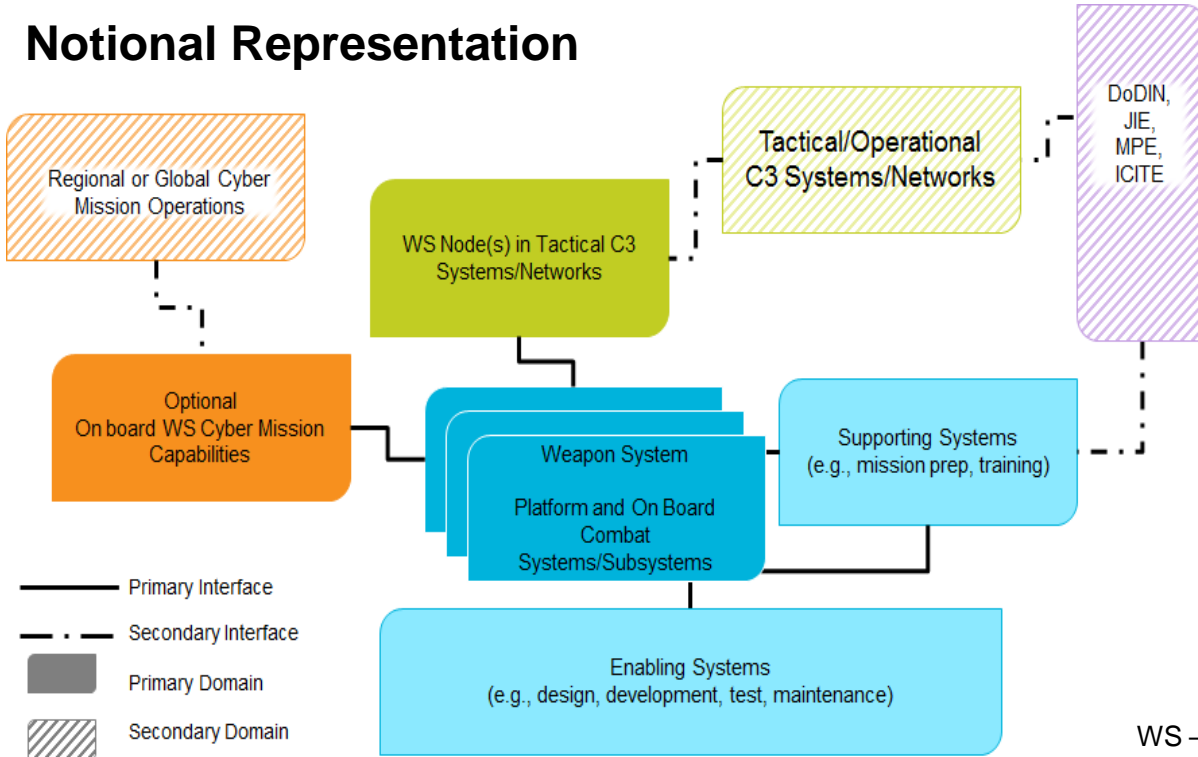 Notional Representation
DoDIN,
JIE,
MPE,
ICITE
Tactical/Operational
C3 Systems/Networks
Regional or Global Cyber
Mission Operations
WS Node(s) in Tactical C3
Systems/Networks
Optional
On board WS Cyber Mission
Capabilities
Weapon System
Platform and On Board
Combat
Systems/Subsystems
Supporting Systems
(e.g., mission prep, training)
Primary Interface
Secondary Interface
Primary Domain
Secondary Domain
Enabling Systems
(e.g., design, development, test, maintenance)
WS –